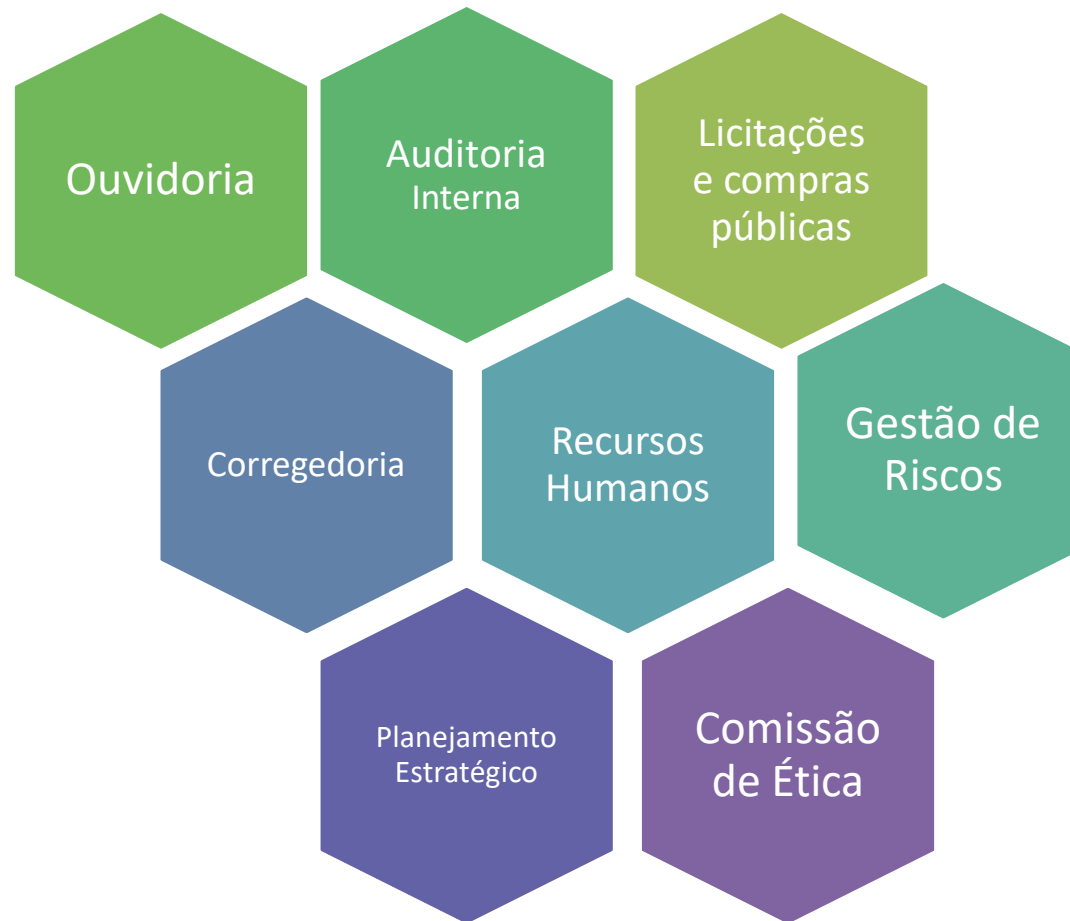 Ouvidoria
Auditoria
Interna
Licitações
e compras
públicas
Corregedoria
Recursos
Humanos
Gestão de
Riscos
Planejamento
Estratégico
Comissão
de Ética